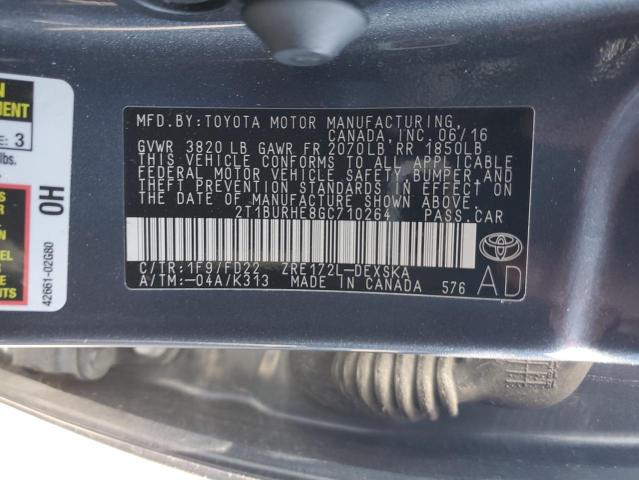 MFD.BY:TOYOTA MOTOR MANUFACTURING,
CANADA, INC. 06/16
GVWR 3820 LB GAWR FR 2070LB RR 1850LB
THIS VEHICLE CONFORMS TO ALL APPLICABLE
FEDERAL MOTOR VEHICLE SAFETY, BUMPER, AND
THEFT PREVENTION STANDARDS IN EFFECT ON
THE DATE OF MANUFACTURE SHOWN ABOVE.
2T1BURHE8GC710264 PASS.CAR
C/TR:1F9/FD22 ZRE172L-DEXSKA
A/TM:-04A/K313 MADE IN CANADA 576
AD
3
lbs.
OH
42661-02G80